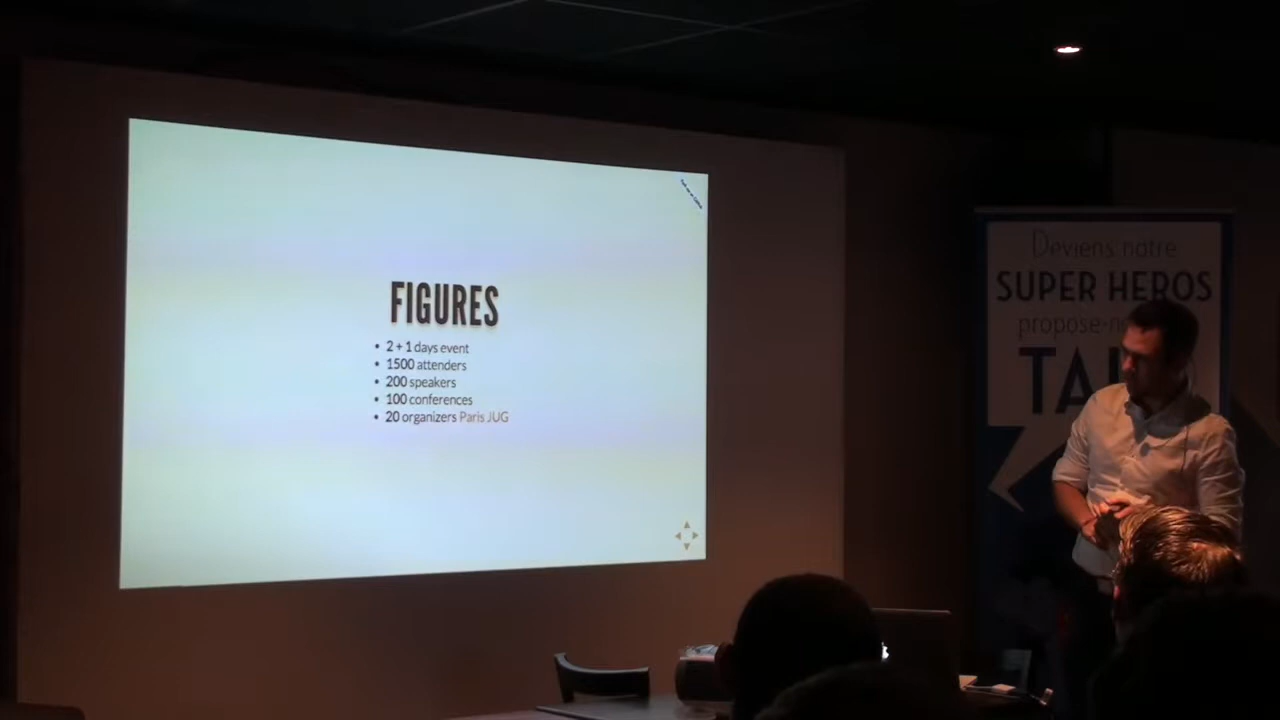 FIGURES
• 2 + 1 days event
• 1500 attenders
• 200 speakers
• 100 conferences
• 20 organizers Paris JUG
Deviens notre
SUPER HEROS
propose-n
TA